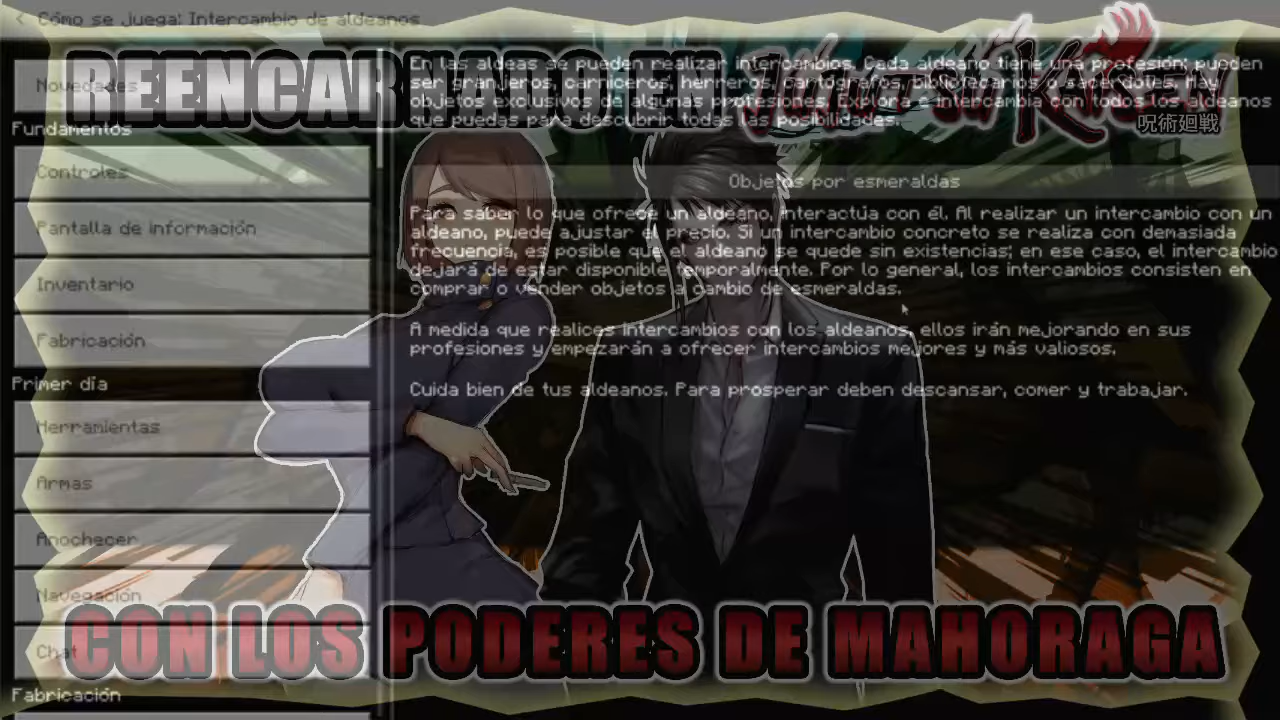 Cómo se juega: Intercambio de aldeanos
REENCARNADO EN JUJUTSU KAISEN
呪術廻戦
Novedades
Fundamentos
Controles
Pantalla de información
Inventario
Fabricación
Primer día
Herramientas
Armas
Anochecer
Navegación
Chat
Fabricación
En las aldeas se pueden realizar intercambios. Cada aldeano tiene una profesión; pueden
ser granjeros, carniceros, herreros,
objetos exclusivos de algunas profesiones. Explora e intercambia con todos los aldeanos
que puedas para descubrir todas las posibilidades.
Objetos por esmeraldas
Para saber lo que ofrece un aldeano, interactúa con él. Al realizar un intercambio con un
aldeano, puede ajustar el precio. Si un intercambio concreto se realiza con demasiada
frecuencia, es posible que el aldeano se quede sin existencias; en ese caso, el intercambio
dejará de estar disponible temporalmente. Por lo general, los intercambios consisten en
comprar o vender objetos a cambio de esmeraldas.
A medida que realices intercambios con los aldeanos, ellos irán mejorando en sus
profesiones y empezarán a ofrecer intercambios mejores y más valiosos.
Cuida bien de tus aldeanos. Para prosperar deben descansar, comer y trabajar.
CON LOS PODERES DE MAHORAGA